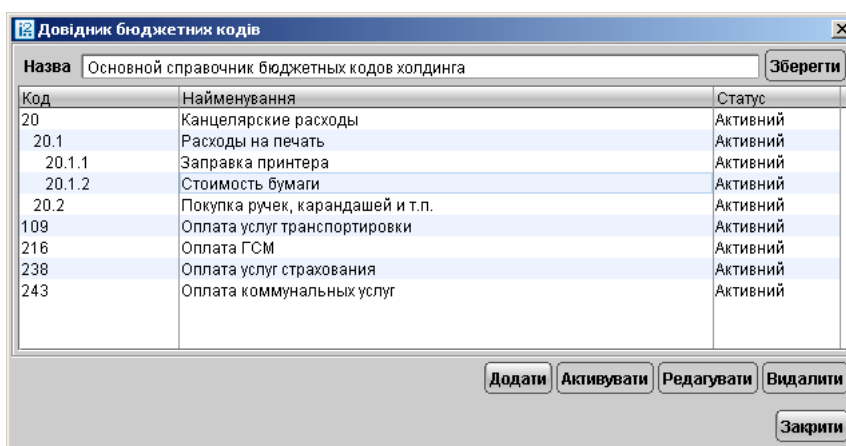 Довідник бюджетних кодів
Назва Основной справочник бюджетных кодов холдинга Зберегти
Код Найменування Статус
20 Канцелярские расходы Активний
20.1 Расходы на печать Активний
20.1.1 Заправка принтера Активний
20.1.2 Стоимость бумаги Активний
20.2 Покупка ручек, карандашей и т.п. Активний
109 Оплата услуг транспортировки Активний
216 Оплата ГСМ Активний
238 Оплата услуг страхования Активний
243 Оплата коммунальных услуг Активний
Додати Активувати Редагувати Видалити
Закрити